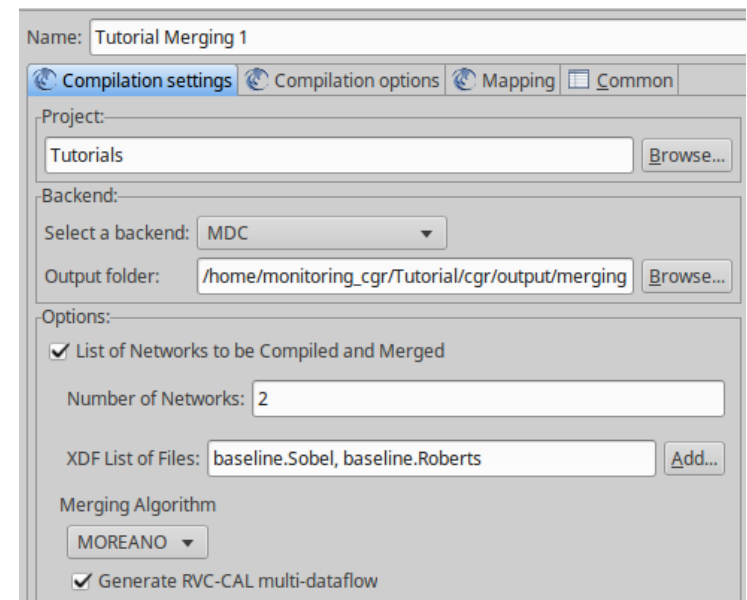 Name: Tutorial Merging 1
Compilation settings Compilation options Mapping Common
Project:
Tutorials Browse...
Backend:
Select a backend: MDC
Output folder: /home/monitoring_cgr/Tutorial/cgr/output/merging Browse...
Options:
List of Networks to be Compiled and Merged
Number of Networks: 2
XDF List of Files: baseline.Sobel, baseline.Roberts Add...
Merging Algorithm
MOREANO
Generate RVC-CAL multi-dataflow